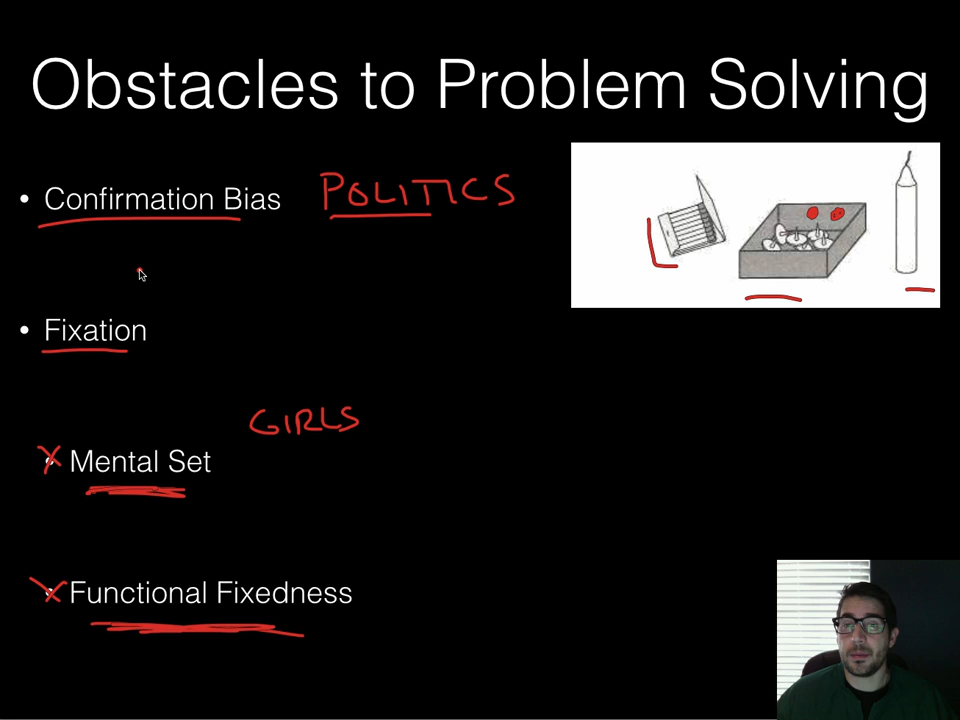 Obstacles to Problem Solving
• Confirmation Bias POLITICS
• Fixation
GIRLS
• Mental Set
• Functional Fixedness